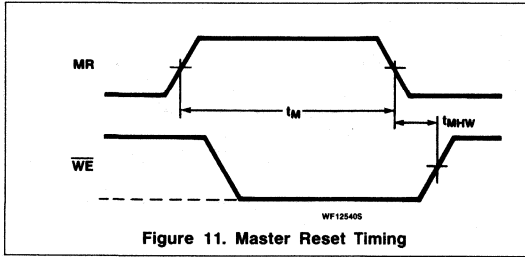 MR
tM
tMHW
WE
WF12540S
Figure 11. Master Reset Timing